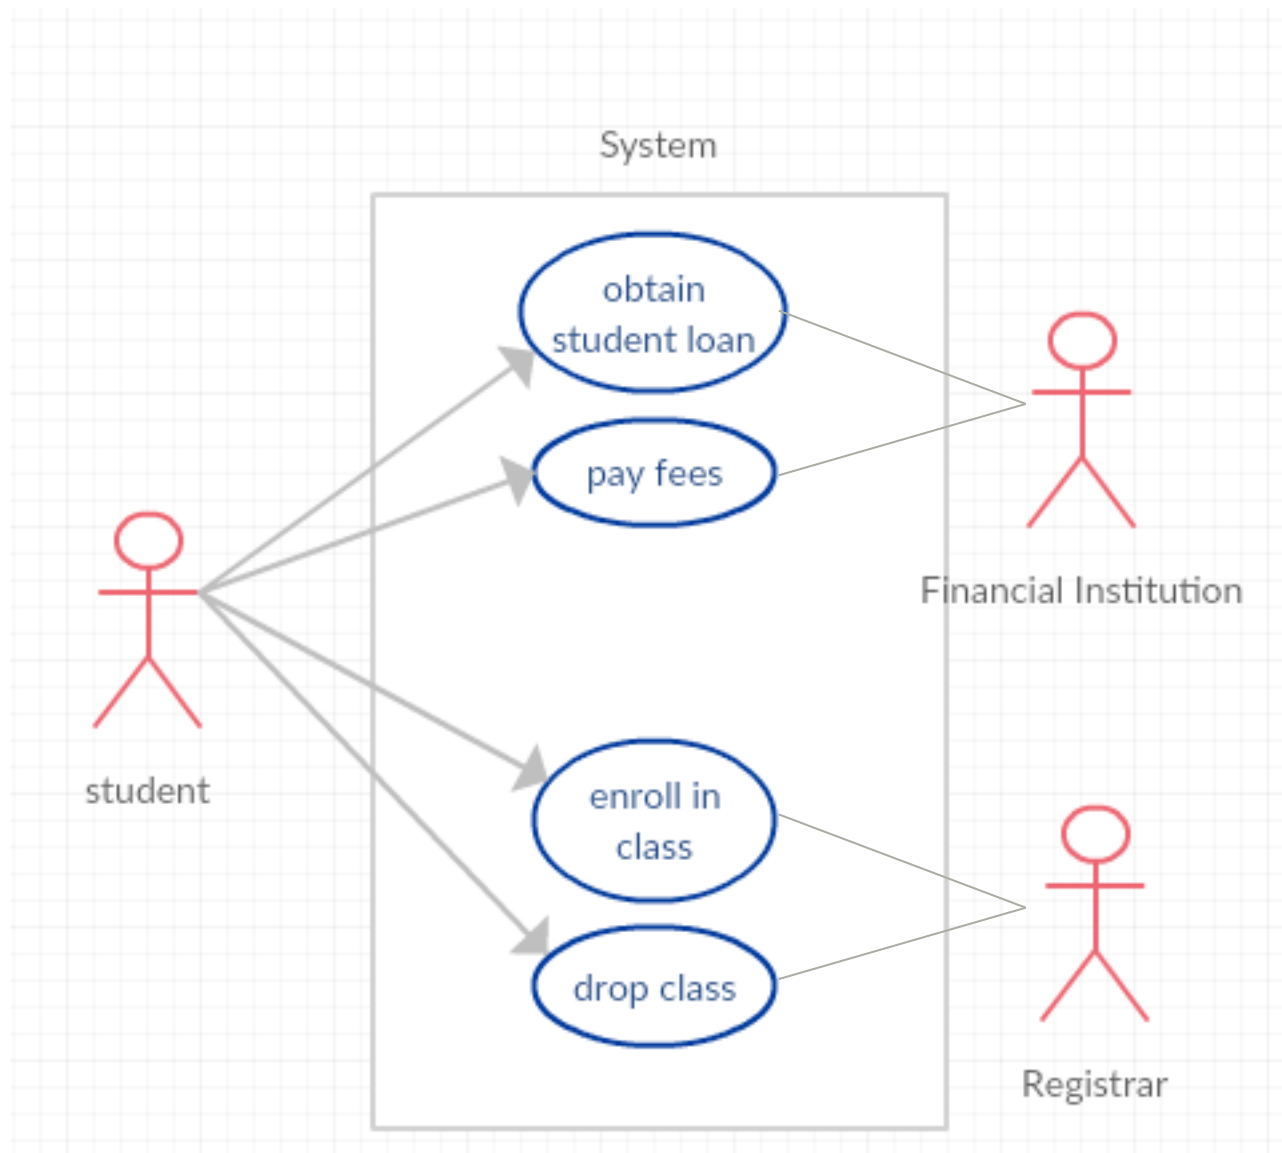 System
obtain
student loan
pay fees
Financial Institution
student
enroll in
class
drop class
Registrar